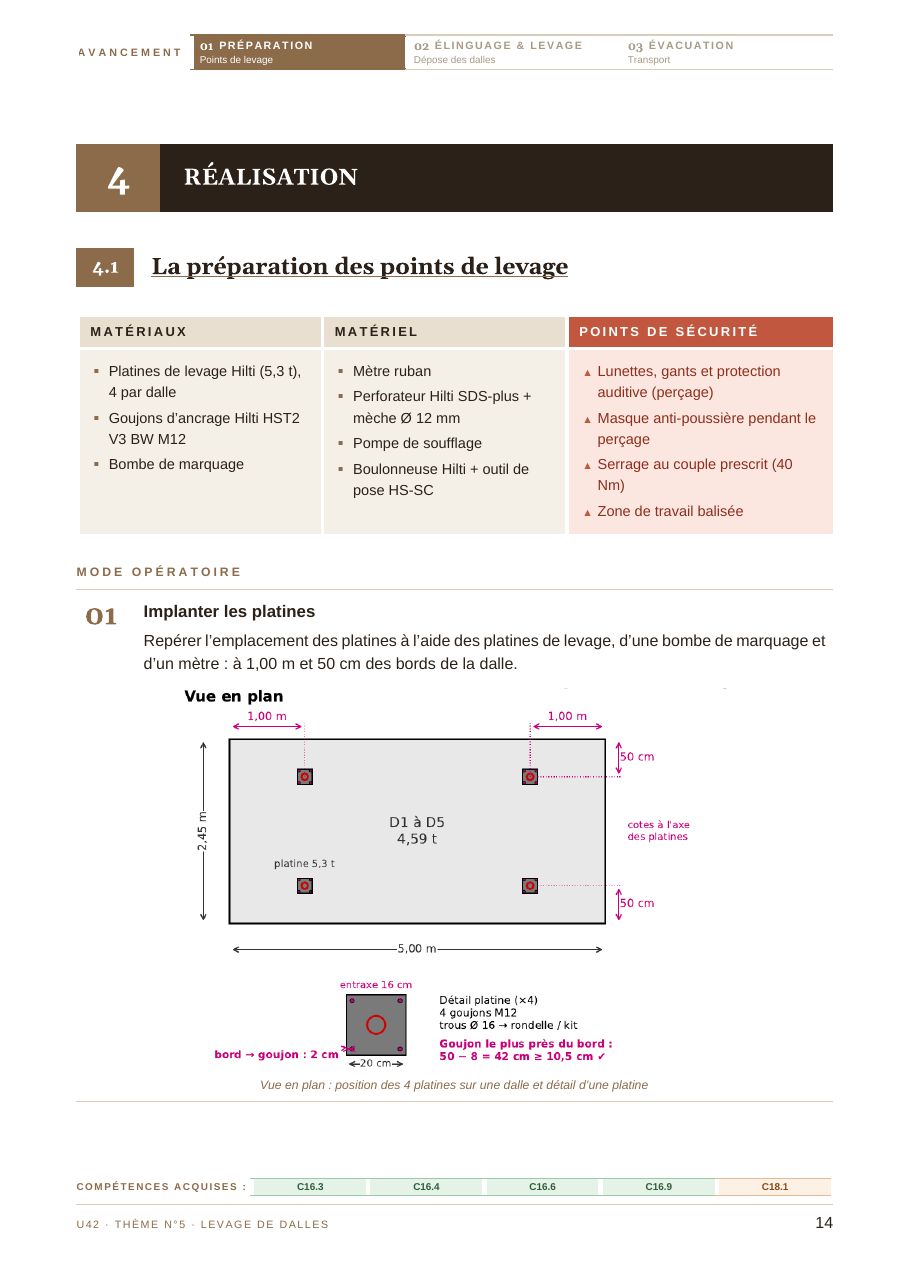 AVANCEMENT
01 PRÉPARATION
Points de levage
02 ÉLINGUAGE & LEVAGE
Dépose des dalles
03 ÉVACUATION
Transport
4
RÉALISATION
4.1
La préparation des points de levage
MATÉRIAUX
▪ Platines de levage Hilti (5,3 t),
4 par dalle
▪ Goujons d’ancrage Hilti HST2
V3 BW M12
▪ Bombe de marquage
MATÉRIEL
▪ Mètre ruban
▪ Perforateur Hilti SDS-plus +
mèche Ø 12 mm
▪ Pompe de soufflage
▪ Boulonneuse Hilti + outil de
pose HS-SC
POINTS DE SÉCURITÉ
▲ Lunettes, gants et protection
auditive (perçage)
▲ Masque anti-poussière pendant le
perçage
▲ Serrage au couple prescrit (40
Nm)
▲ Zone de travail balisée
MODE OPÉRATOIRE
01
Implanter les platines
Repérer l’emplacement des platines à l’aide des platines de levage, d’une bombe de marquage et
d’un mètre : à 1,00 m et 50 cm des bords de la dalle.
Vue en plan
1,00 m
1,00 m
50 cm
2,45 m
D1 à D5
4,59 t
cotes à l'axe
des platines
platine 5,3 t
50 cm
5,00 m
entraxe 16 cm
bord → goujon : 2 cm
20 cm
Détail platine (×4)
4 goujons M12
trous Ø 16 → rondelle / kit
Goujon le plus près du bord :
50 − 8 = 42 cm ≥ 10,5 cm ✓
Vue en plan : position des 4 platines sur une dalle et détail d’une platine
COMPÉTENCES ACQUISES :
C16.3
C16.4
C16.6
C16.9
C18.1
U42 · THÈME N°5 · LEVAGE DE DALLES
14